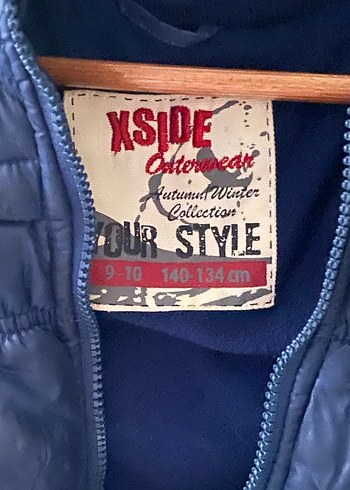 XSIDE
Outerwear
Autumn/Winter
Collection
YOUR STYLE
9-10 140-134 cm